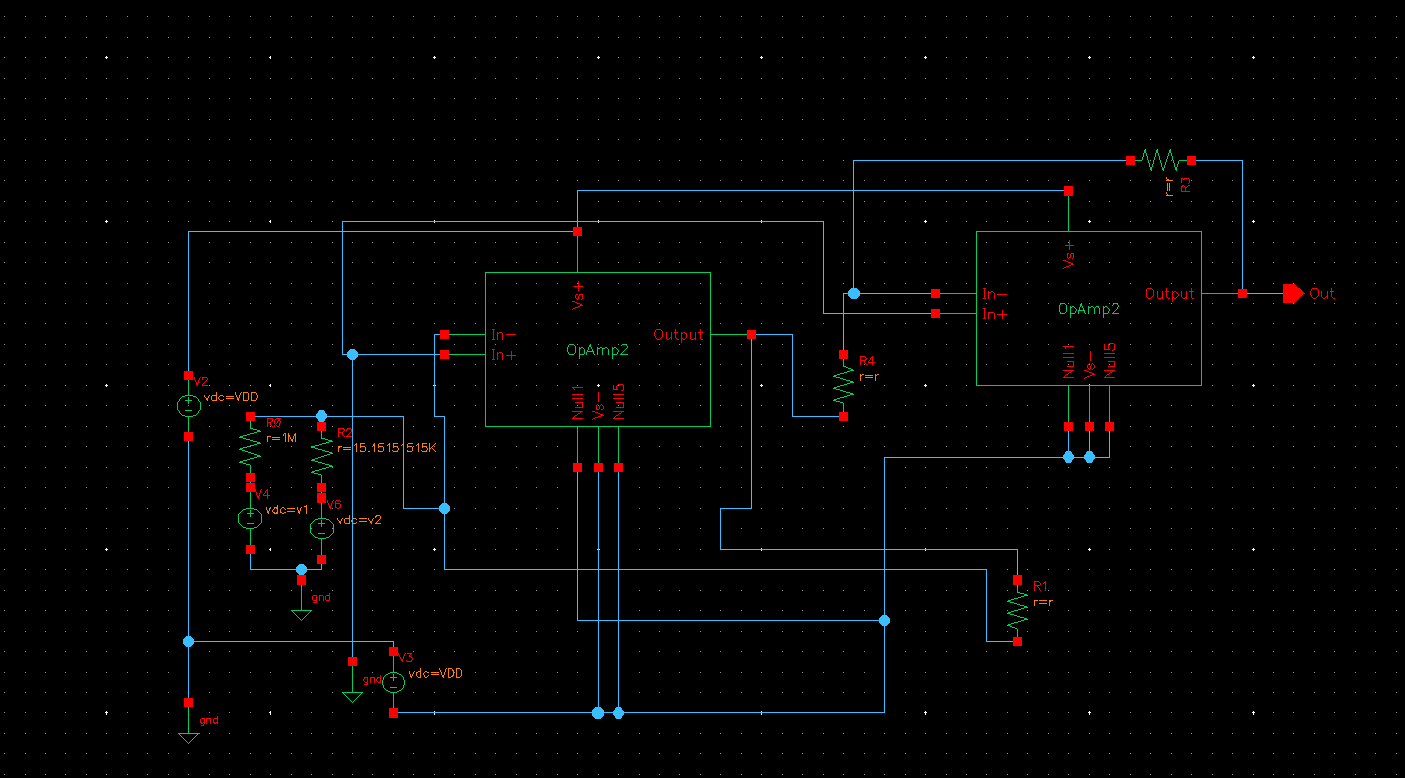 R3
r=r
Vs+
In-
In+
OpAmp2
Output
Out
Null1
Vs-
Null5
Vs+
In-
In+
OpAmp2
Output
Null1
Vs-
Null5
R4
r=r
V2
vdc=VDD
R0
r=1M
R2
r=15.15151515K
V4
vdc=v1
V6
vdc=v2
gnd
R1
r=r
V3
vdc=VDD
gnd
gnd